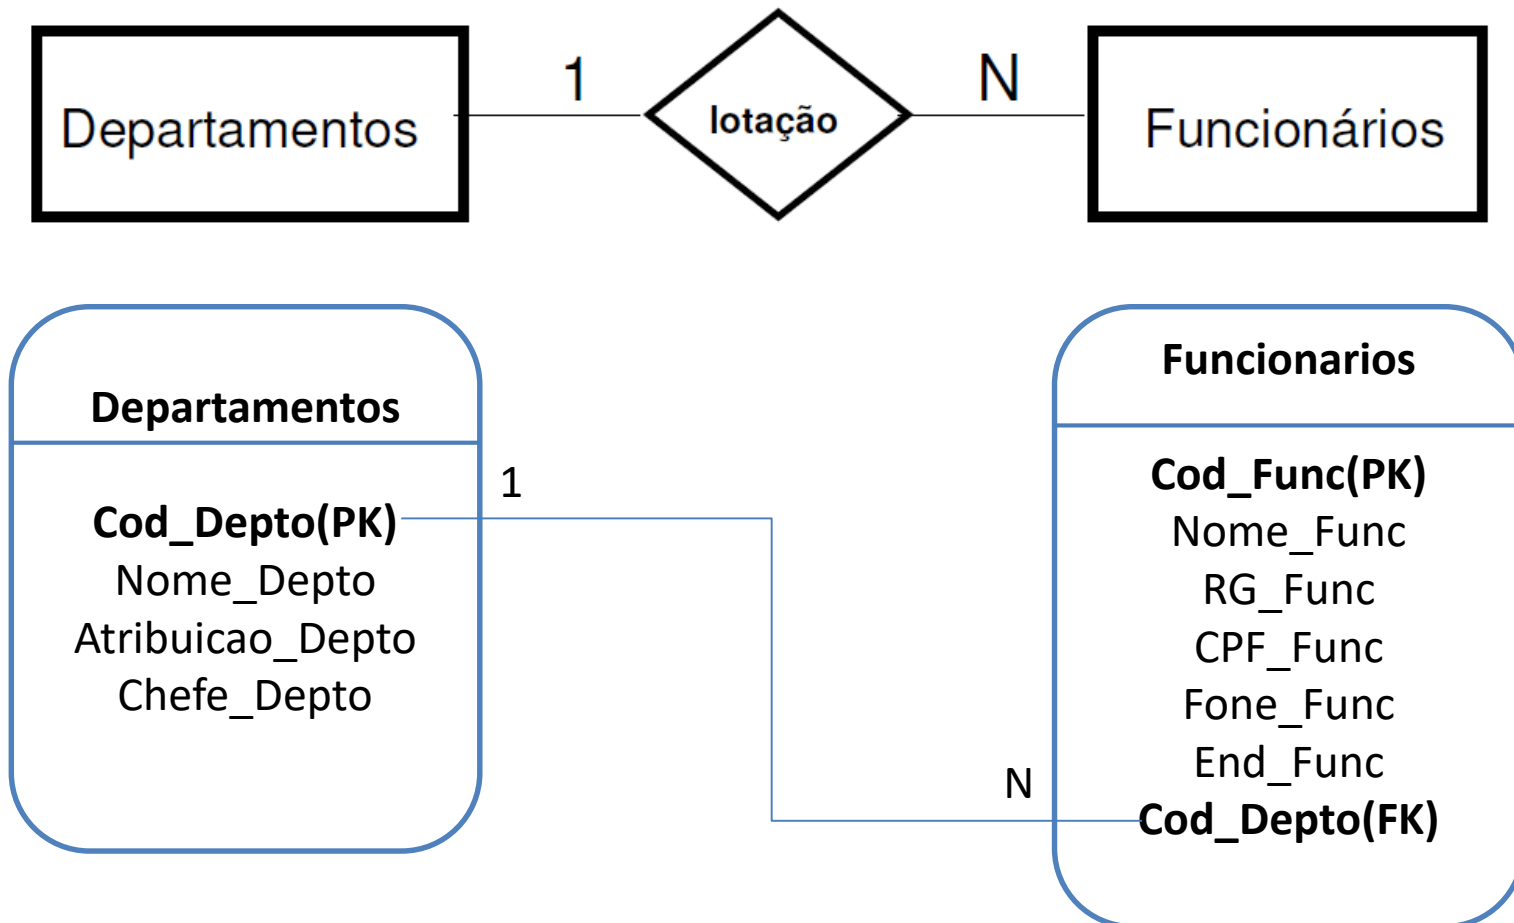 Departamentos
1
lotação
N
Funcionários
Departamentos
Cod_Depto(PK)
Nome_Depto
Atribuicao_Depto
Chefe_Depto
1
N
Funcionarios
Cod_Func(PK)
Nome_Func
RG_Func
CPF_Func
Fone_Func
End_Func
Cod_Depto(FK)